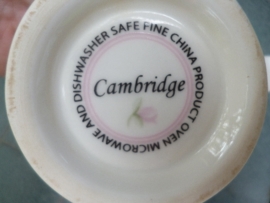 FINE CHINA PRODUCT OVEN MICROWAVE AND DISHWASHER SAFE
Cambridge